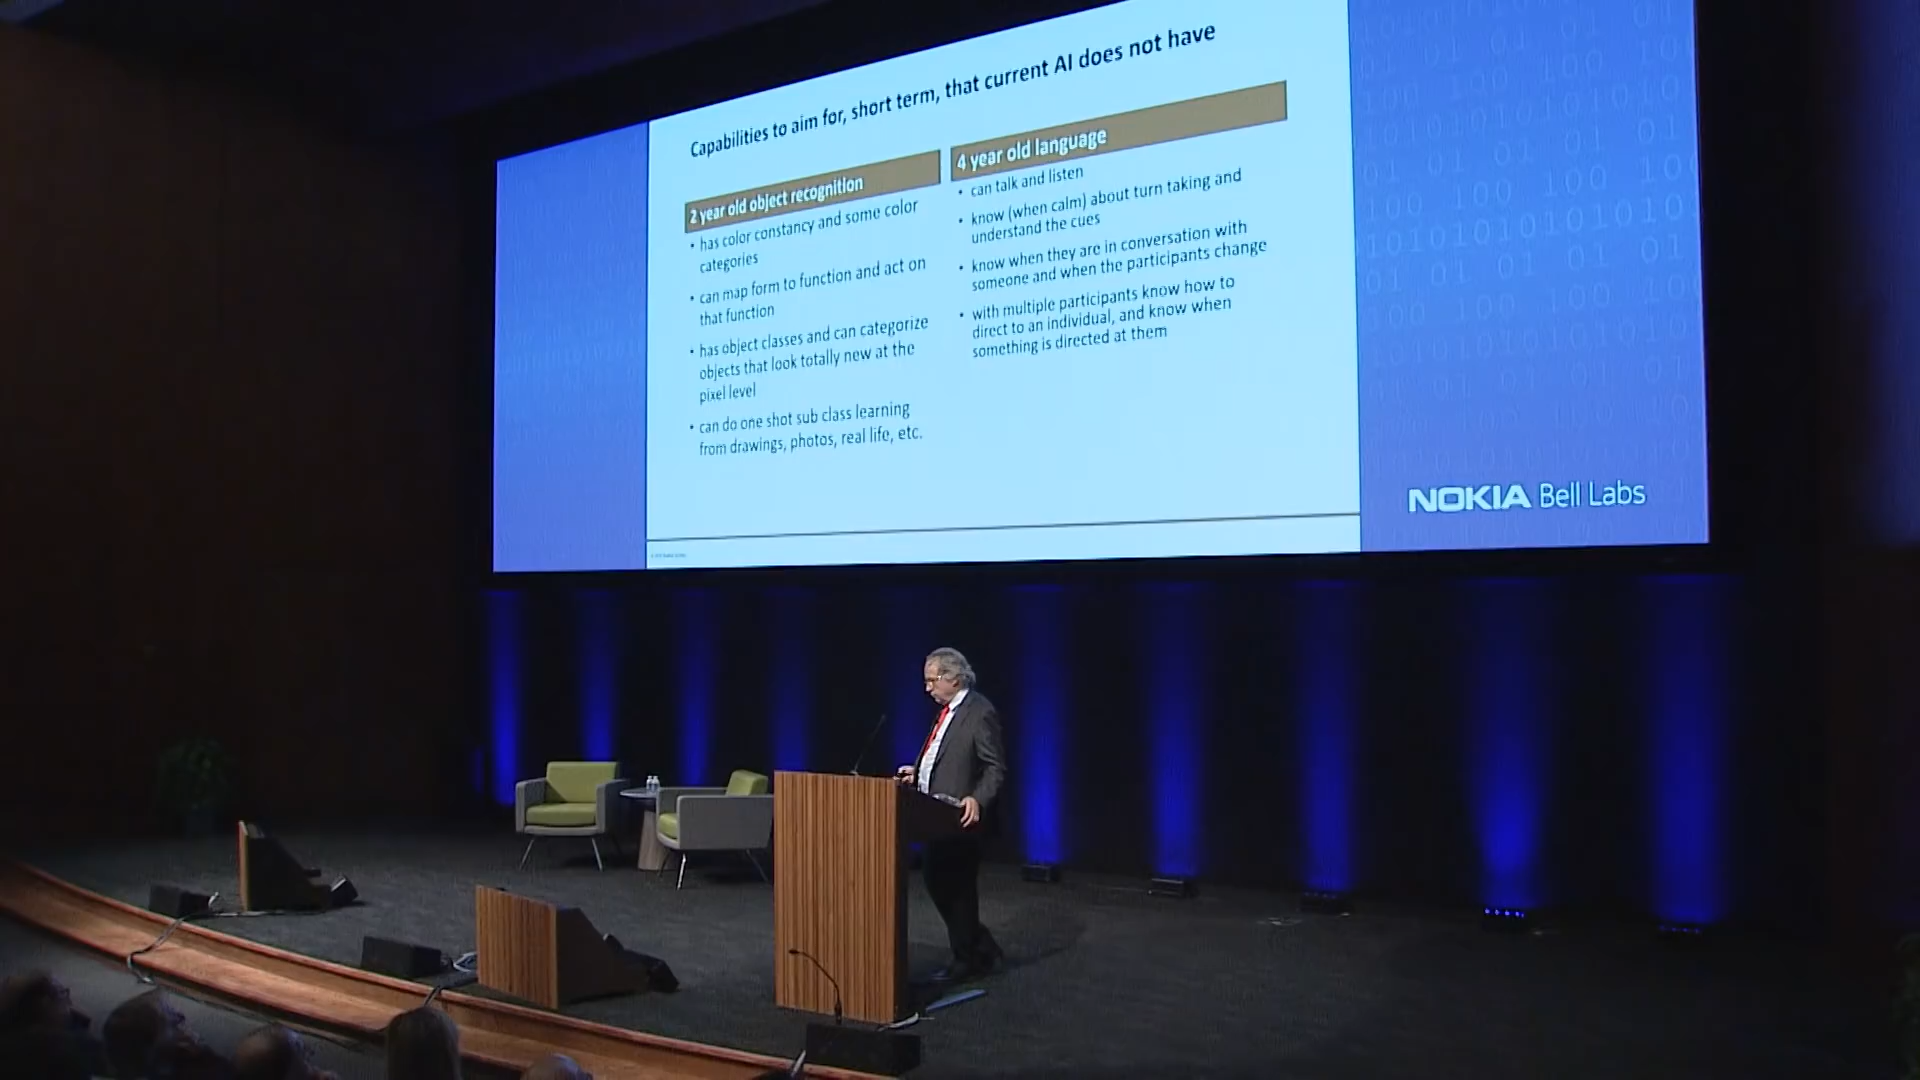 Capabilities to aim for, short term, that current AI does not have
2 year old object recognition
• has color constancy and some color
categories
• can map form to function and act on
that function
• has object classes and can categorize
objects that look totally new at the
pixel level
• can do one shot sub class learning
from drawings, photos, real life, etc.
4 year old language
• can talk and listen
• know (when calm) about turn taking and
understand the cues
• know when they are in conversation with
someone and when the participants change
• with multiple participants know how to
direct to an individual, and know when
something is directed at them
NOKIA Bell Labs